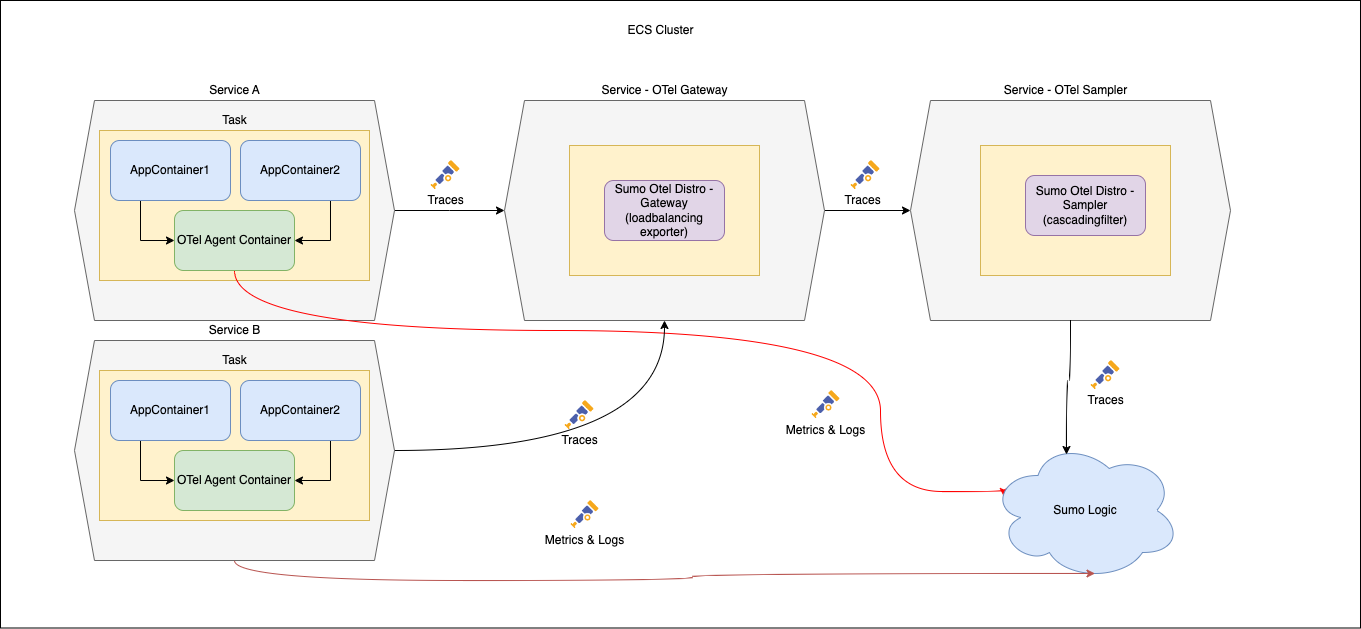 ECS Cluster
Service A
Service - OTel Gateway
Service - OTel Sampler
Task
AppContainer1
AppContainer2
OTel Agent Container
Traces
Sumo Otel Distro -
Gateway
(loadbalancing
exporter)
Traces
Sumo Otel Distro -
Sampler
(cascadingfilter)
Service B
Task
AppContainer1
AppContainer2
OTel Agent Container
Traces
Metrics & Logs
Traces
Metrics & Logs
Sumo Logic